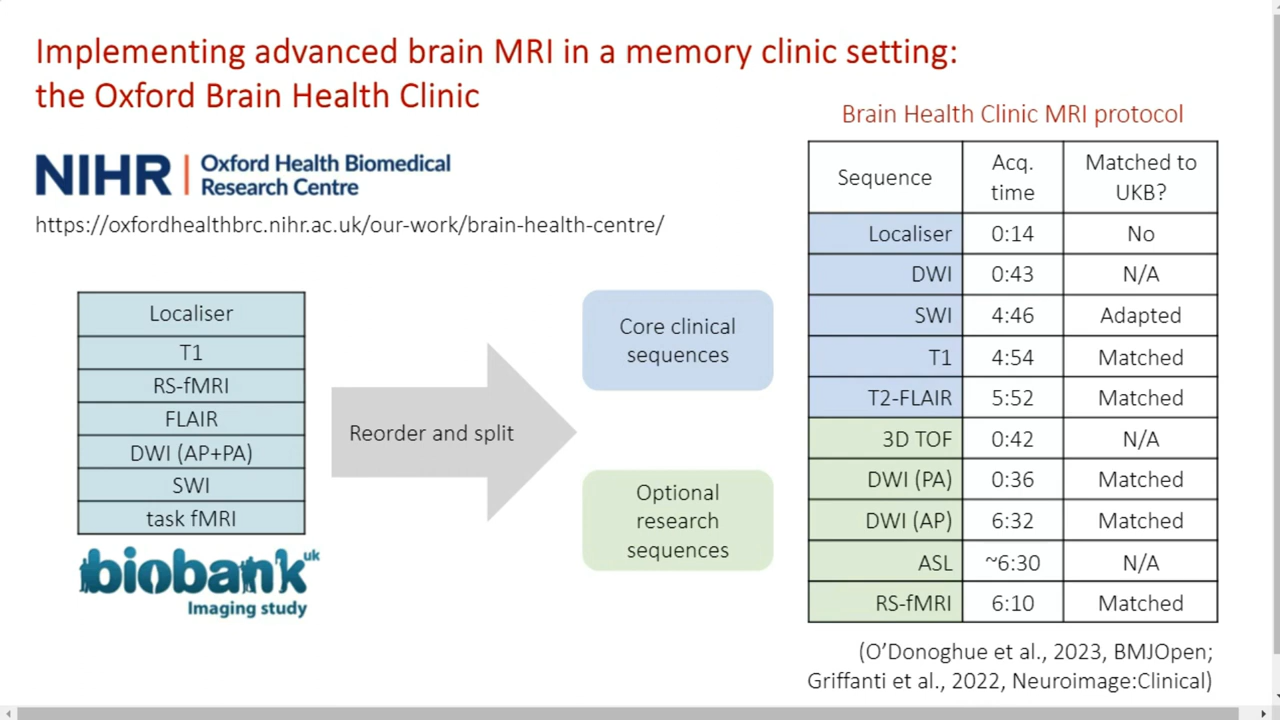 Implementing advanced brain MRI in a memory clinic setting:
the Oxford Brain Health Clinic
NIHR | Oxford Health Biomedical
Research Centre
https://oxfordhealthbrc.nihr.ac.uk/our-work/brain-health-centre/
Localiser
T1
RS-fMRI
FLAIR
DWI (AP+PA)
SWI
task fMRI
biobank uk
Imaging study
Reorder and split
Core clinical
sequences
Optional
research
sequences
Brain Health Clinic MRI protocol
Sequence Acq. time Matched to UKB?
Localiser 0:14 No
DWI 0:43 N/A
SWI 4:46 Adapted
T1 4:54 Matched
T2-FLAIR 5:52 Matched
3D TOF 0:42 N/A
DWI (PA) 0:36 Matched
DWI (AP) 6:32 Matched
ASL ~6:30 N/A
RS-fMRI 6:10 Matched
(O’Donoghue et al., 2023, BMJOpen;
Griffanti et al., 2022, Neuroimage:Clinical)